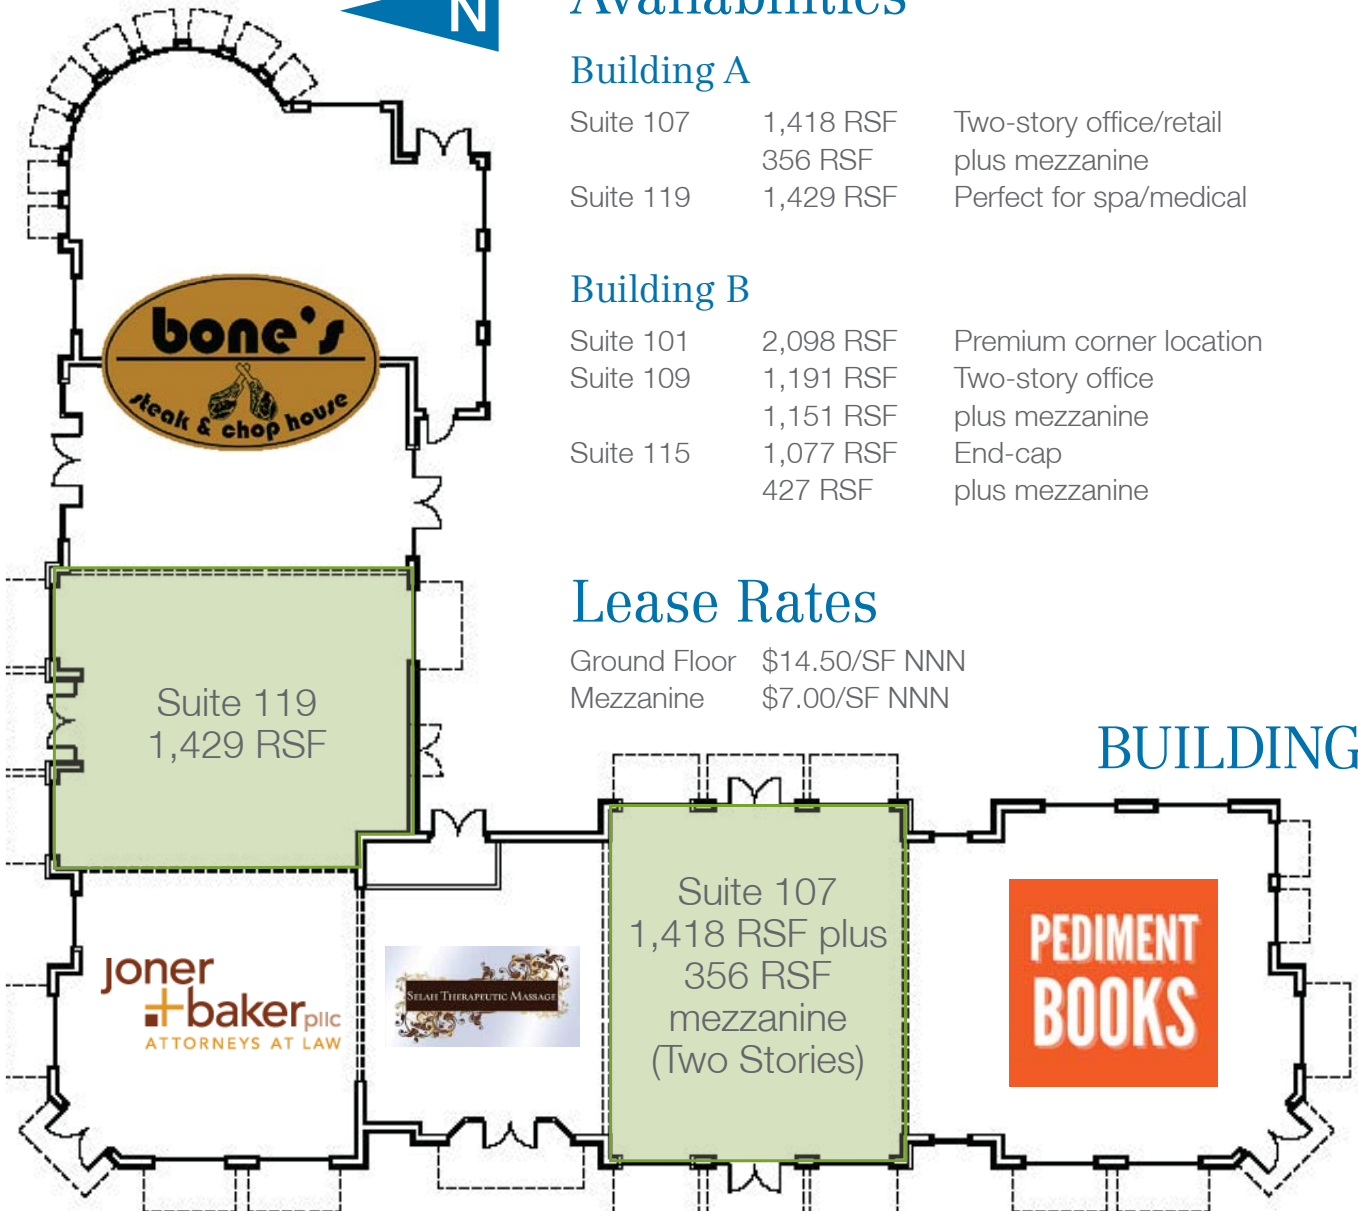 N
Availabilities
Building A
Suite 107 1,418 RSF Two-story office/retail
356 RSF plus mezzanine
Suite 119 1,429 RSF Perfect for spa/medical
Building B
Suite 101 2,098 RSF Premium corner location
Suite 109 1,191 RSF Two-story office
1,151 RSF plus mezzanine
Suite 115 1,077 RSF End-cap
427 RSF plus mezzanine
bone's
steak & chop house
Lease Rates
Ground Floor $14.50/SF NNN
Mezzanine $7.00/SF NNN
Suite 119
1,429 RSF
BUILDING
Suite 107
1,418 RSF plus
356 RSF
mezzanine
(Two Stories)
joner
+baker pllc
ATTORNEYS AT LAW
SELAH THERAPEUTIC MASSAGE
PEDIMENT
BOOKS